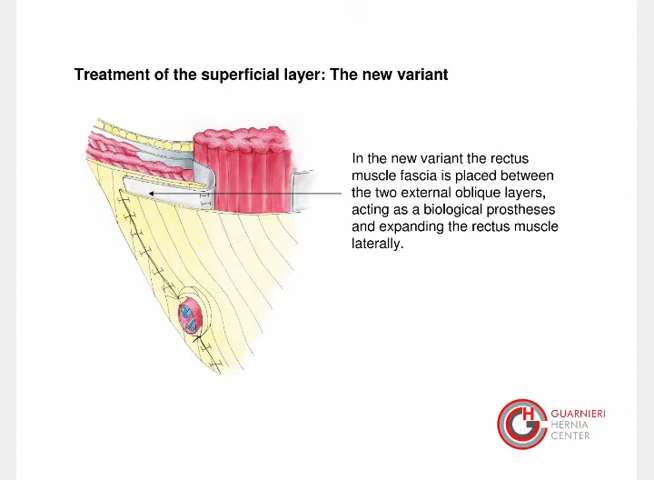 Treatment of the superficial layer: The new variant
In the new variant the rectus
muscle fascia is placed between
the two external oblique layers,
acting as a biological prostheses
and expanding the rectus muscle
laterally.
GUARNIERI
HERNIA
CENTER